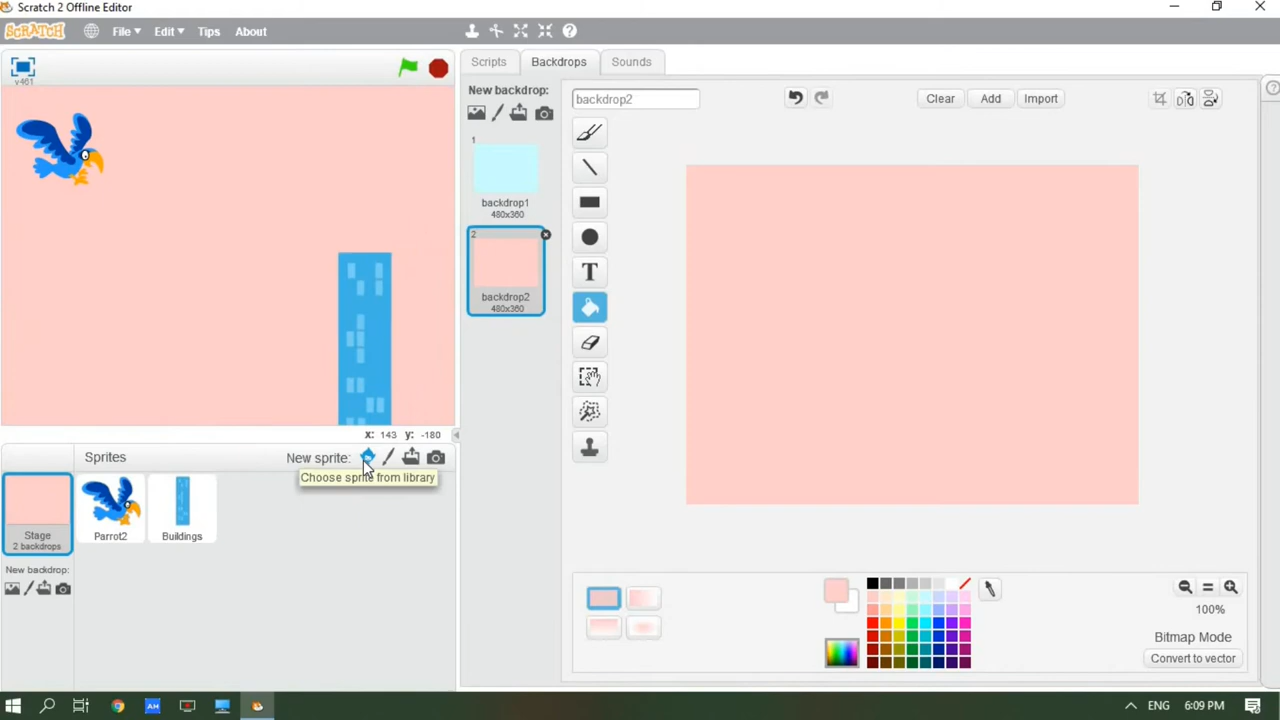 Scratch 2 Offline Editor
SCRATCH File Edit Tips About
v461
Scripts Backdrops Sounds
New backdrop:
backdrop2
Clear Add Import
1
backdrop1
480x360
2
backdrop2
480x360
T
x: 143 y: -180
Sprites
New sprite:
Choose sprite from library
Stage
2 backdrops
Parrot2
Buildings
New backdrop:
100%
Bitmap Mode
Convert to vector
AM
ENG 6:09 PM